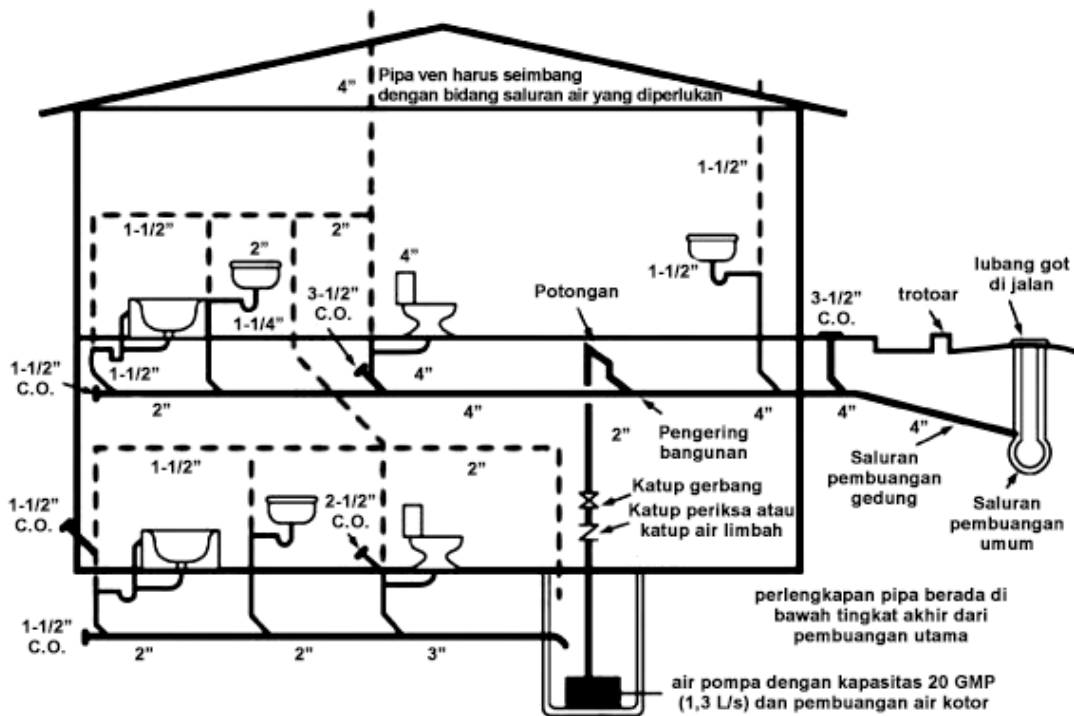 Pipa ven harus seimbang
4” dengan bidang saluran air yang diperlukan
1-1/2”
1-1/2”
2”
2”
4”
1-1/2”
lubang got
di jalan
trotoar
3-1/2”
C.O.
Potongan
3-1/2”
C.O.
1-1/4”
1-1/2”
C.O.
1-1/2”
4”
2”
4”
2”
4”
4”
4”
Pengering
bangunan
Saluran
pembuangan
gedung
Saluran
pembuangan
umum
1-1/2”
2”
Katup gerbang
Katup periksa atau
katup air limbah
1-1/2”
C.O.
2-1/2”
C.O.
perlengkapan pipa berada di
bawah tingkat akhir dari
pembuangan utama
1-1/2”
C.O.
2”
2”
3”
air pompa dengan kapasitas 20 GMP
(1,3 L/s) dan pembuangan air kotor